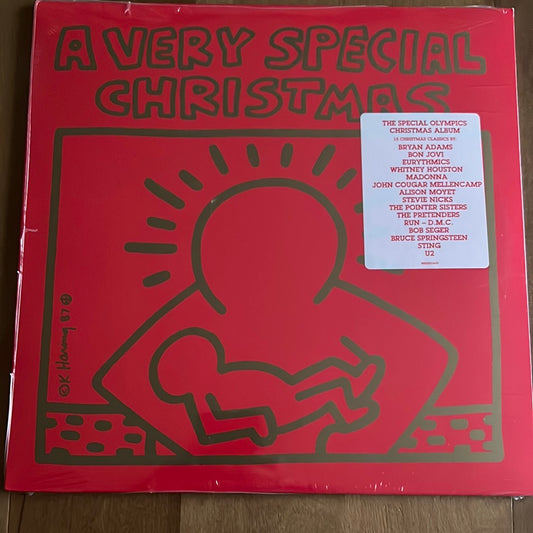 A VERY SPECIAL
CHRISTMAS
THE SPECIAL OLYMPICS
CHRISTMAS ALBUM
15 CHRISTMAS CLASSICS BY:
BRYAN ADAMS
BON JOVI
EURYTHMICS
WHITNEY HOUSTON
MADONNA
JOHN COUGAR MELLENCAMP
ALISON MOYET
STEVIE NICKS
THE POINTER SISTERS
THE PRETENDERS
RUN – D.M.C.
BOB SEGER
BRUCE SPRINGSTEEN
STING
U2
©K Haring 87